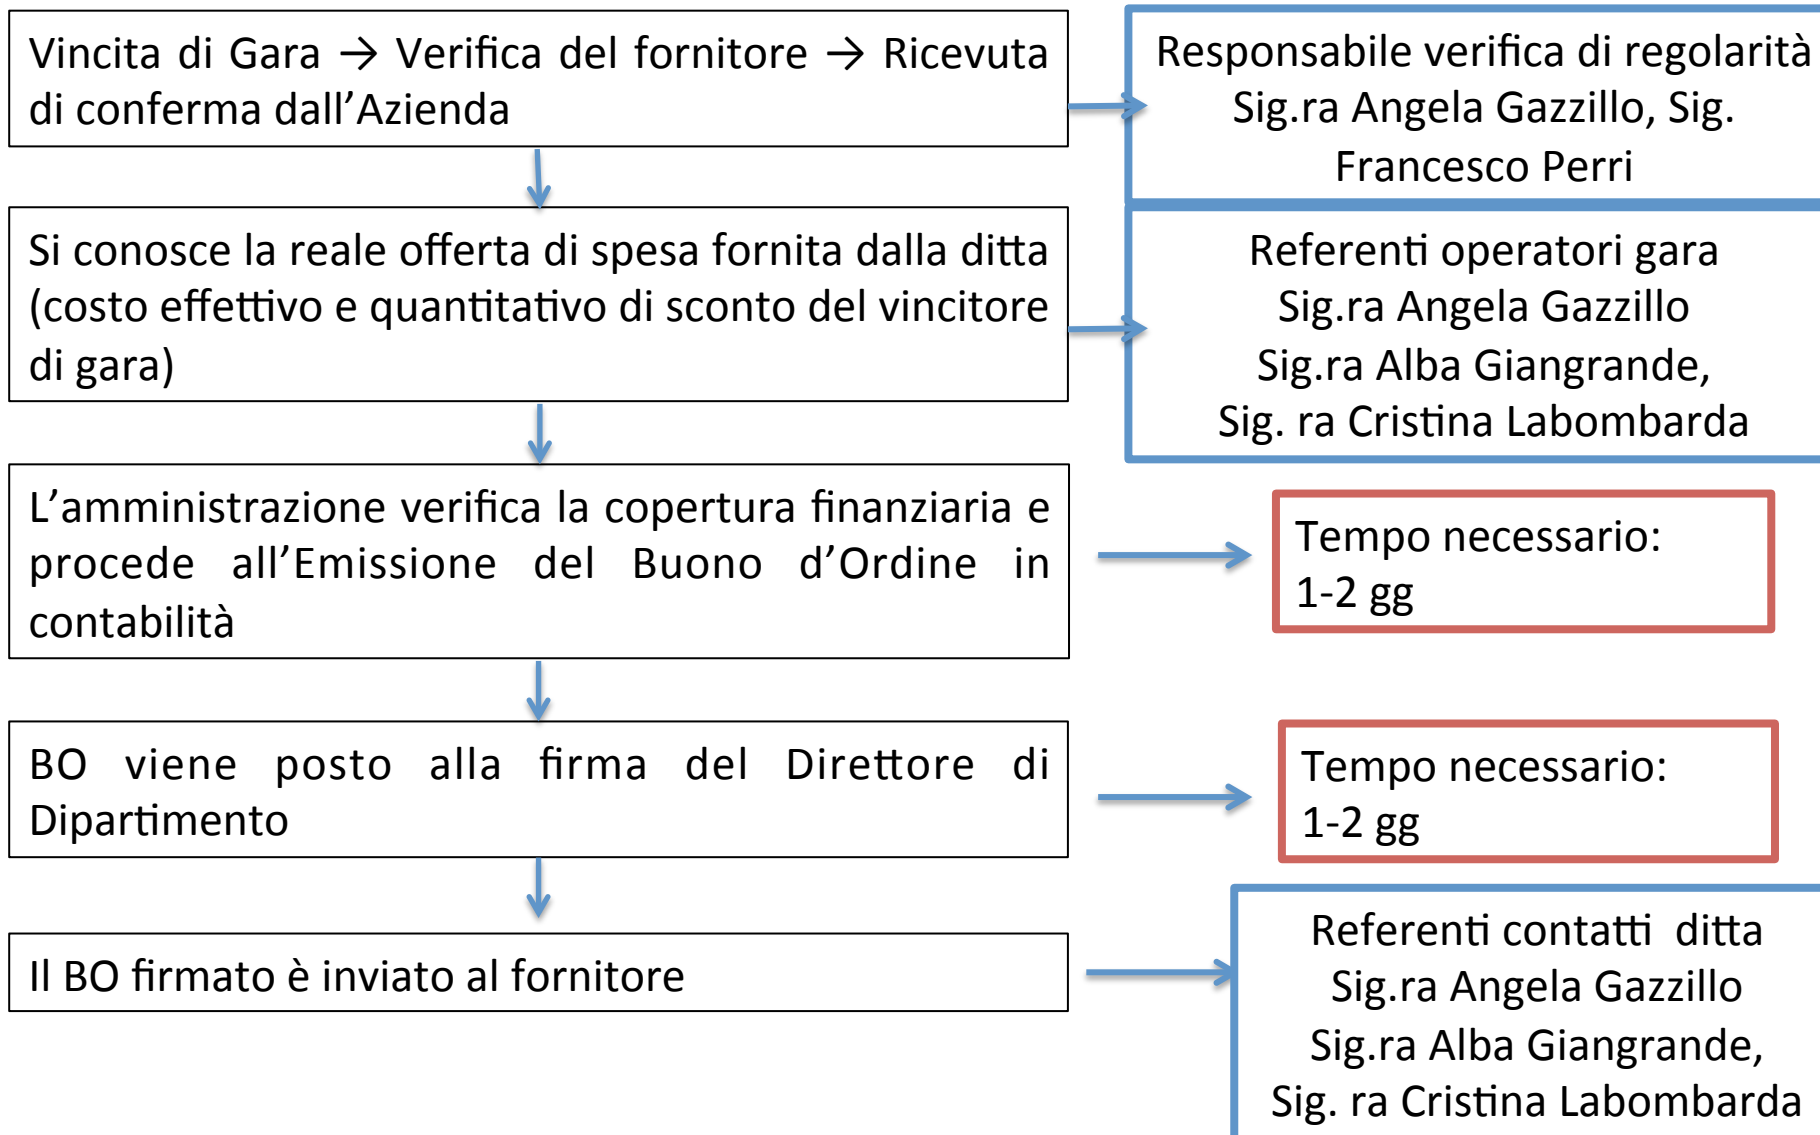 Vincita di Gara → Verifica del fornitore → Ricevuta
di conferma dall’Azienda
Responsabile verifica di regolarità
Sig.ra Angela Gazzillo, Sig.
Francesco Perri
Si conosce la reale offerta di spesa fornita dalla ditta
(costo effettivo e quantitativo di sconto del vincitore
di gara)
Referenti operatori gara
Sig.ra Angela Gazzillo
Sig.ra Alba Giangrande,
Sig. ra Cristina Labombarda
L’amministrazione verifica la copertura finanziaria e
procede all’Emissione del Buono d’Ordine in
contabilità
Tempo necessario:
1-2 gg
BO viene posto alla firma del Direttore di
Dipartimento
Tempo necessario:
1-2 gg
Il BO firmato è inviato al fornitore
Referenti contatti ditta
Sig.ra Angela Gazzillo
Sig.ra Alba Giangrande,
Sig. ra Cristina Labombarda